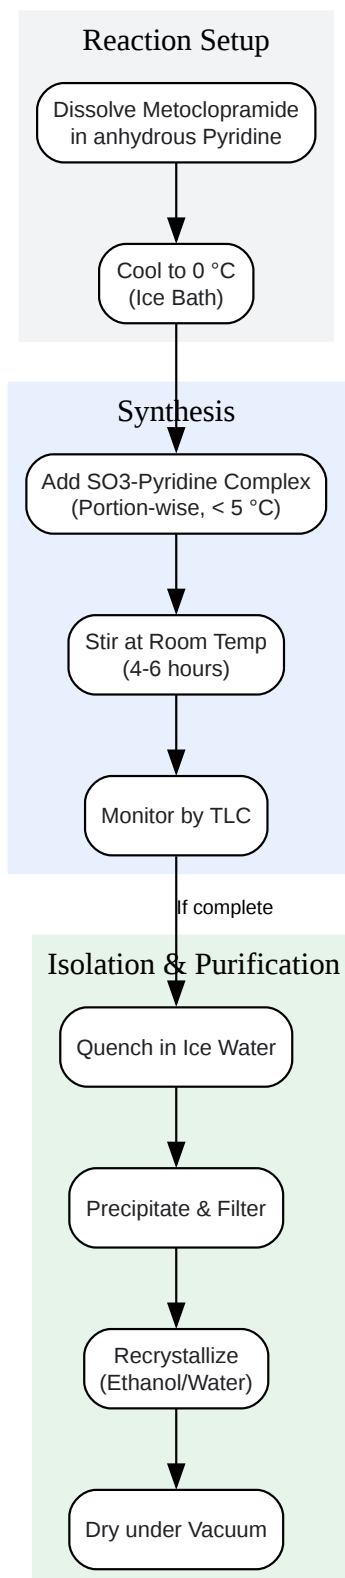 Reaction Setup
Dissolve Metoclopramide
in anhydrous Pyridine
Cool to 0 °C
(Ice Bath)
Synthesis
Add SO3-Pyridine Complex
(Portion-wise, < 5 °C)
Stir at Room Temp
(4-6 hours)
Monitor by TLC
If complete
Isolation & Purification
Quench in Ice Water
Precipitate & Filter
Recrystallize
(Ethanol/Water)
Dry under Vacuum